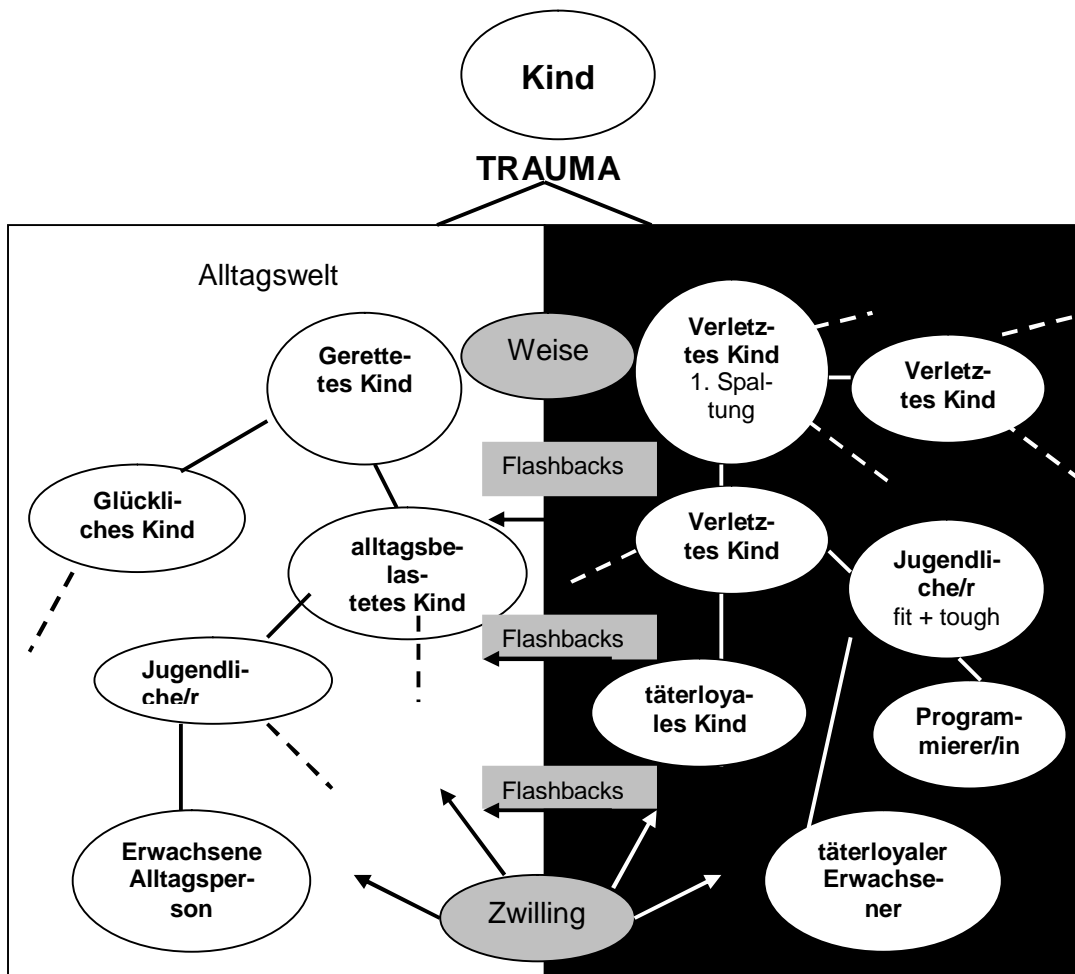 Kind
TRAUMA
Alltagswelt
Gerette-
tes Kind
Weise
Verletz-
tes Kind
1. Spal-
tung
Verletz-
tes Kind
Glückli-
ches Kind
Flashbacks
alltagsbe-
las-
tetes Kind
Verletz-
tes Kind
Jugendli-
che/r
fit + tough
Jugendli-
che/r
Flashbacks
täterloya-
les Kind
Program-
mierer/in
Flashbacks
Erwachsene
Alltagsper-
son
Zwilling
täterloyaler
Erwachse-
ner